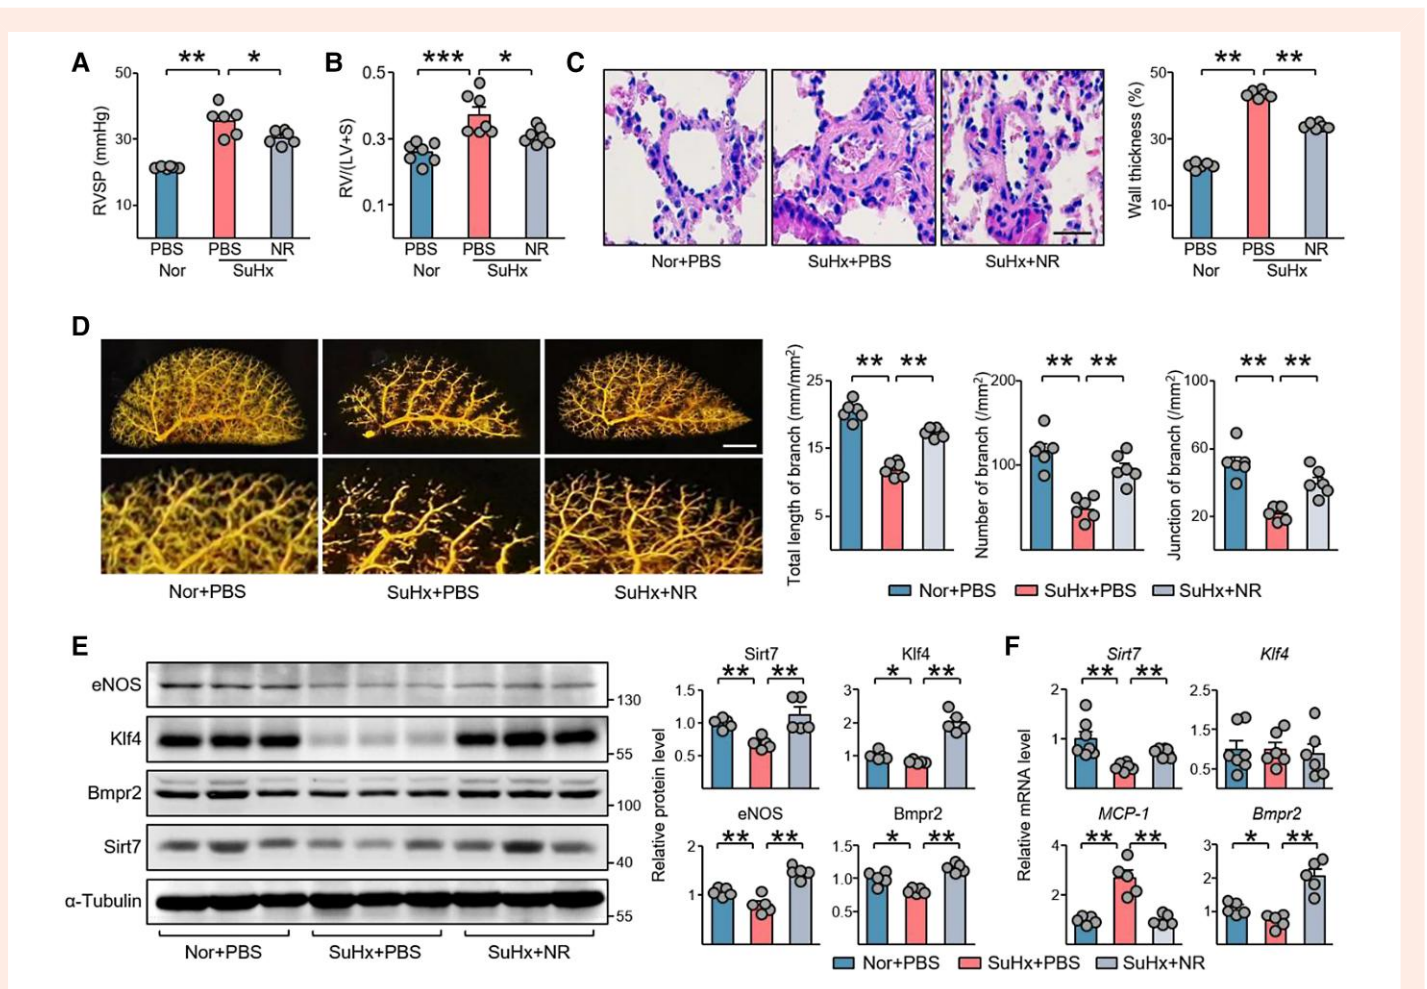 A
** *
RVSP (mmHg)
50
30
10
PBS PBS NR
Nor SuHx
B
*** *
RV/(LV+S)
0.5
0.3
0.1
PBS PBS NR
Nor SuHx
C
Nor+PBS SuHx+PBS SuHx+NR
** **
Wall thickness (%)
50
30
10
PBS PBS NR
Nor SuHx
D
Nor+PBS SuHx+PBS SuHx+NR
** **
Total length of branch (mm/mm²)
25
15
5
** **
Number of branch (/mm²)
200
100
** **
Junction of branch (/mm²)
100
60
20
Nor+PBS SuHx+PBS SuHx+NR
E
eNOS
130
Klf4
55
Bmpr2
100
Sirt7
40
α-Tubulin
55
Nor+PBS SuHx+PBS SuHx+NR
Relative protein level
Sirt7
** **
1.5
1.0
0.5
Klf4
* **
3
2
1
eNOS
** **
2
1
Bmpr2
* **
1.5
1.0
0.5
F
Relative mRNA level
Sirt7
** **
2
1
Klf4
2.5
1.5
0.5
MCP-1
** **
4
2
Bmpr2
* **
3
2
1
Nor+PBS SuHx+PBS SuHx+NR